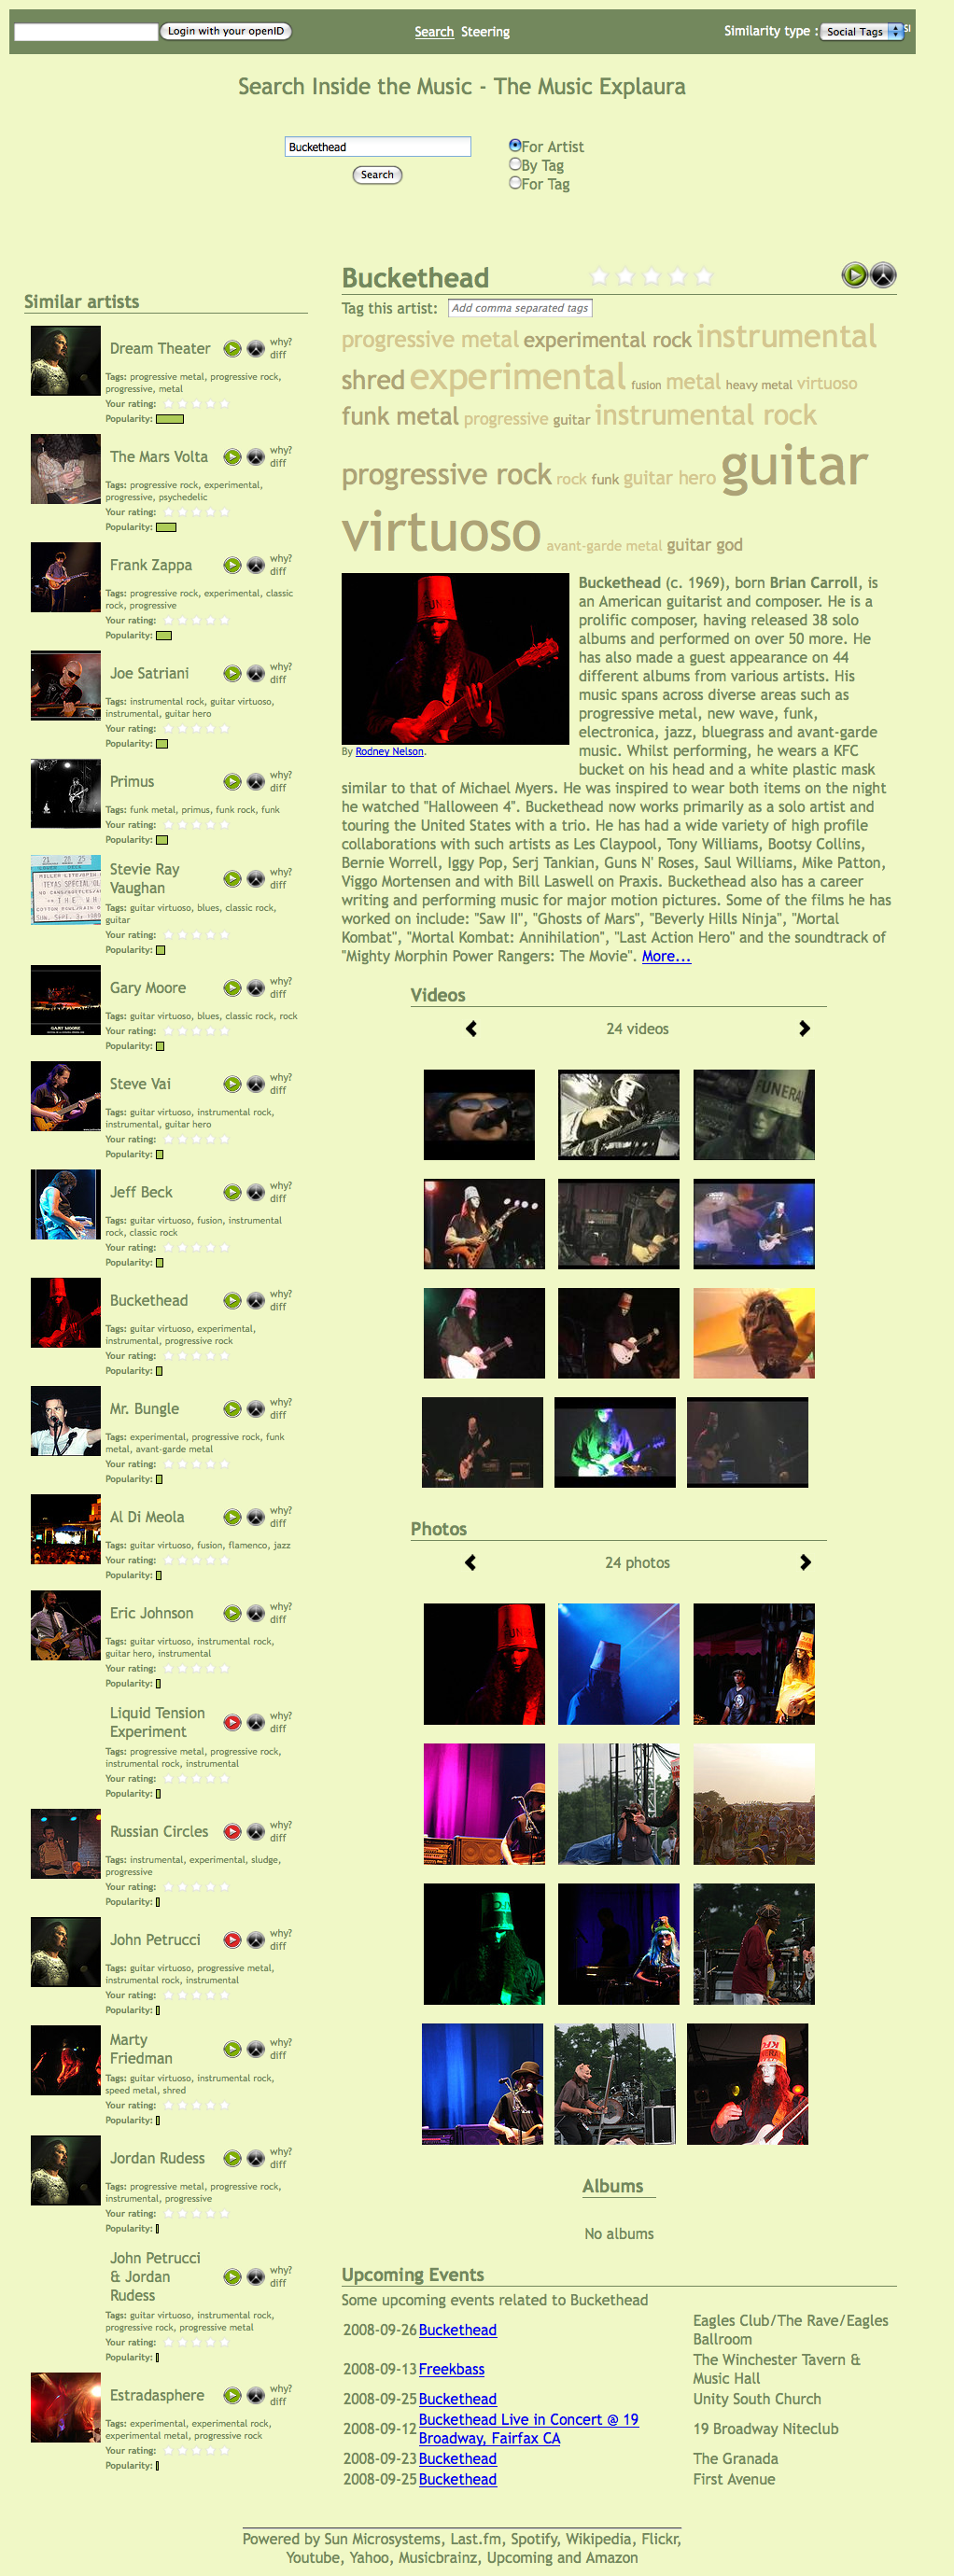 Login with your openID
Search Steering
Similarity type : Social Tags SI
Search Inside the Music - The Music Explaura
Buckethead
For Artist
By Tag
For Tag
Search
Similar artists
Dream Theater
why?
diff
Tags: progressive metal, progressive rock,
progressive, metal
Your rating:
Popularity:
The Mars Volta
why?
diff
Tags: progressive rock, experimental,
progressive, psychedelic
Your rating:
Popularity:
Frank Zappa
why?
diff
Tags: progressive rock, experimental, classic
rock, progressive
Your rating:
Popularity:
Joe Satriani
why?
diff
Tags: instrumental rock, guitar virtuoso,
instrumental, guitar hero
Your rating:
Popularity:
Primus
why?
diff
Tags: funk metal, primus, funk rock, funk
Your rating:
Popularity:
Stevie Ray
Vaughan
why?
diff
Tags: guitar virtuoso, blues, classic rock,
guitar
Your rating:
Popularity:
Gary Moore
why?
diff
Tags: guitar virtuoso, blues, classic rock, rock
Your rating:
Popularity:
GARY MOORE
Steve Vai
why?
diff
Tags: guitar virtuoso, instrumental rock,
instrumental, guitar hero
Your rating:
Popularity:
Jeff Beck
why?
diff
Tags: guitar virtuoso, fusion, instrumental
rock, classic rock
Your rating:
Popularity:
Buckethead
why?
diff
Tags: guitar virtuoso, experimental,
instrumental, progressive rock
Your rating:
Popularity:
Mr. Bungle
why?
diff
Tags: experimental, progressive rock, funk
metal, avant-garde metal
Your rating:
Popularity:
Al Di Meola
why?
diff
Tags: guitar virtuoso, fusion, flamenco, jazz
Your rating:
Popularity:
Eric Johnson
why?
diff
Tags: guitar virtuoso, instrumental rock,
guitar hero, instrumental
Your rating:
Popularity:
Liquid Tension
Experiment
why?
diff
Tags: progressive metal, progressive rock,
instrumental rock, instrumental
Your rating:
Popularity:
Russian Circles
why?
diff
Tags: instrumental, experimental, sludge,
progressive
Your rating:
Popularity:
John Petrucci
why?
diff
Tags: guitar virtuoso, progressive metal,
instrumental rock, instrumental
Your rating:
Popularity:
Marty
Friedman
why?
diff
Tags: guitar virtuoso, instrumental rock,
speed metal, shred
Your rating:
Popularity:
Jordan Rudess
why?
diff
Tags: progressive metal, progressive rock,
instrumental, progressive
Your rating:
Popularity:
John Petrucci
& Jordan
Rudess
why?
diff
Tags: guitar virtuoso, instrumental rock,
progressive rock, progressive metal
Your rating:
Popularity:
Estradasphere
why?
diff
Tags: experimental, experimental rock,
experimental metal, progressive rock
Your rating:
Popularity:
Buckethead
Tag this artist: Add comma separated tags
progressive metal experimental rock instrumental
shred experimental fusion metal heavy metal virtuoso
funk metal progressive guitar instrumental rock
progressive rock rock funk guitar hero guitar
virtuoso avant-garde metal guitar god
By Rodney Nelson.
Buckethead (c. 1969), born Brian Carroll, is
an American guitarist and composer. He is a
prolific composer, having released 38 solo
albums and performed on over 50 more. He
has also made a guest appearance on 44
different albums from various artists. His
music spans across diverse areas such as
progressive metal, new wave, funk,
electronica, jazz, bluegrass and avant-garde
music. Whilst performing, he wears a KFC
bucket on his head and a white plastic mask
similar to that of Michael Myers. He was inspired to wear both items on the night
he watched "Halloween 4". Buckethead now works primarily as a solo artist and
touring the United States with a trio. He has had a wide variety of high profile
collaborations with such artists as Les Claypool, Tony Williams, Bootsy Collins,
Bernie Worrell, Iggy Pop, Serj Tankian, Guns N' Roses, Saul Williams, Mike Patton,
Viggo Mortensen and with Bill Laswell on Praxis. Buckethead also has a career
writing and performing music for major motion pictures. Some of the films he has
worked on include: "Saw II", "Ghosts of Mars", "Beverly Hills Ninja", "Mortal
Kombat", "Mortal Kombat: Annihilation", "Last Action Hero" and the soundtrack of
"Mighty Morphin Power Rangers: The Movie". More...
Videos
24 videos
FUNERAL
Photos
24 photos
Albums
No albums
Upcoming Events
Some upcoming events related to Buckethead
2008-09-26 Buckethead Eagles Club/The Rave/Eagles
Ballroom
2008-09-13 Freekbass The Winchester Tavern &
Music Hall
2008-09-25 Buckethead Unity South Church
2008-09-12 Buckethead Live in Concert @ 19
Broadway, Fairfax CA 19 Broadway Niteclub
2008-09-23 Buckethead The Granada
2008-09-25 Buckethead First Avenue
Powered by Sun Microsystems, Last.fm, Spotify, Wikipedia, Flickr,
Youtube, Yahoo, Musicbrainz, Upcoming and Amazon